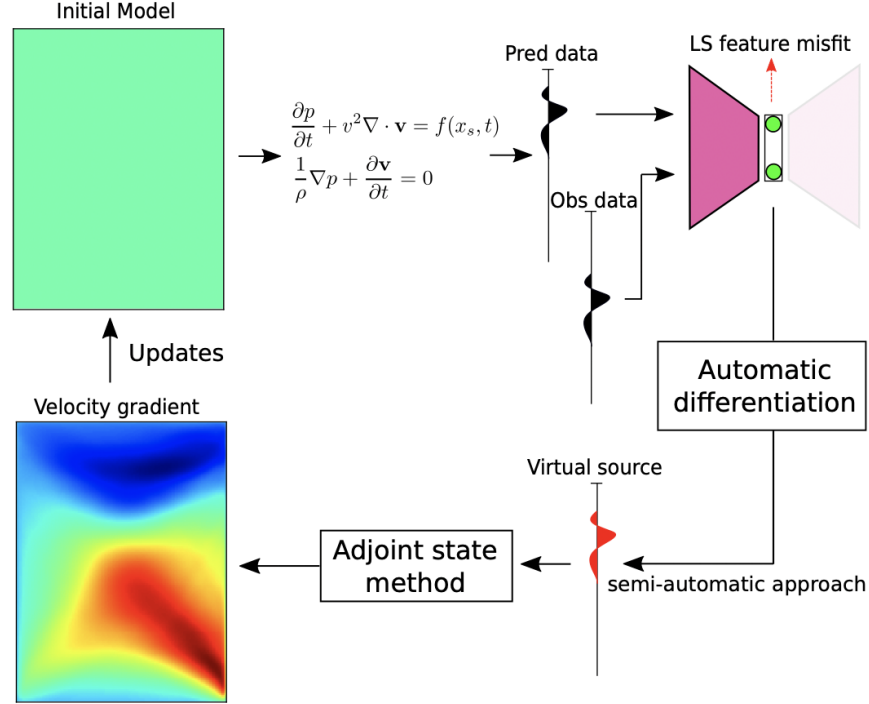 Initial Model
∂p/∂t + v²∇ · 𝐯 = f(x_s, t)
1/ρ ∇p + ∂𝐯/∂t = 0
Pred data
Obs data
LS feature misfit
Automatic
differentiation
semi-automatic approach
Virtual source
Adjoint state
method
Velocity gradient
Updates